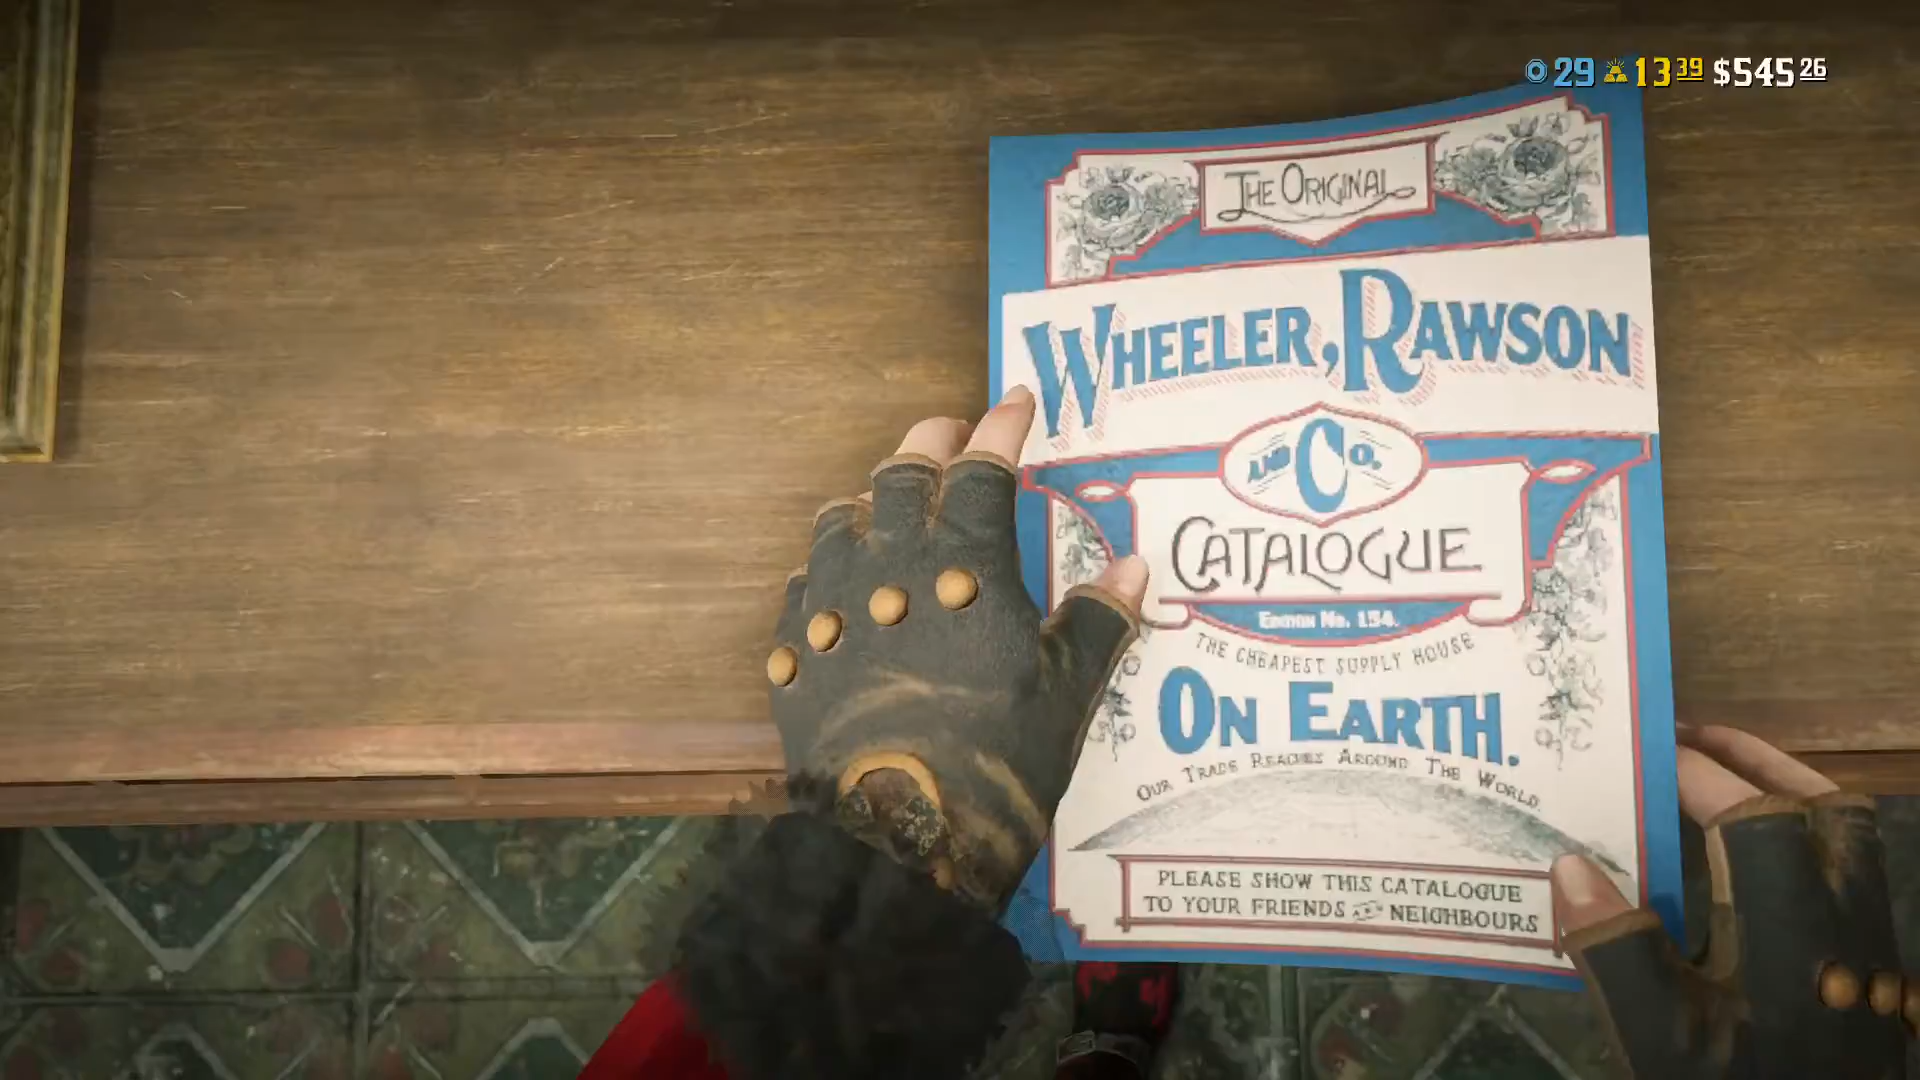 29 13 39 $545 26
THE ORIGINAL
WHEELER, RAWSON
AND CO.
CATALOGUE
EDITION No. 154.
THE CHEAPEST SUPPLY HOUSE
ON EARTH.
OUR TRADE REACHES AROUND THE WORLD.
PLEASE SHOW THIS CATALOGUE
TO YOUR FRIENDS AND NEIGHBOURS